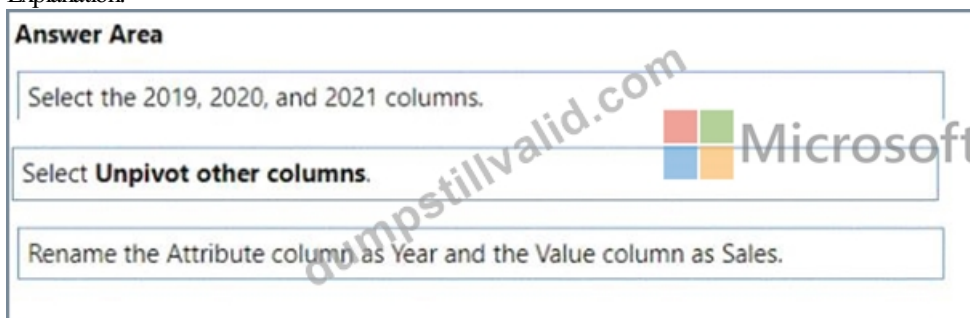 Explanation:
Answer Area
Select the 2019, 2020, and 2021 columns.
Microsoft
Select Unpivot other columns.
Rename the Attribute column as Year and the Value column as Sales.
dumpstillvalid.com